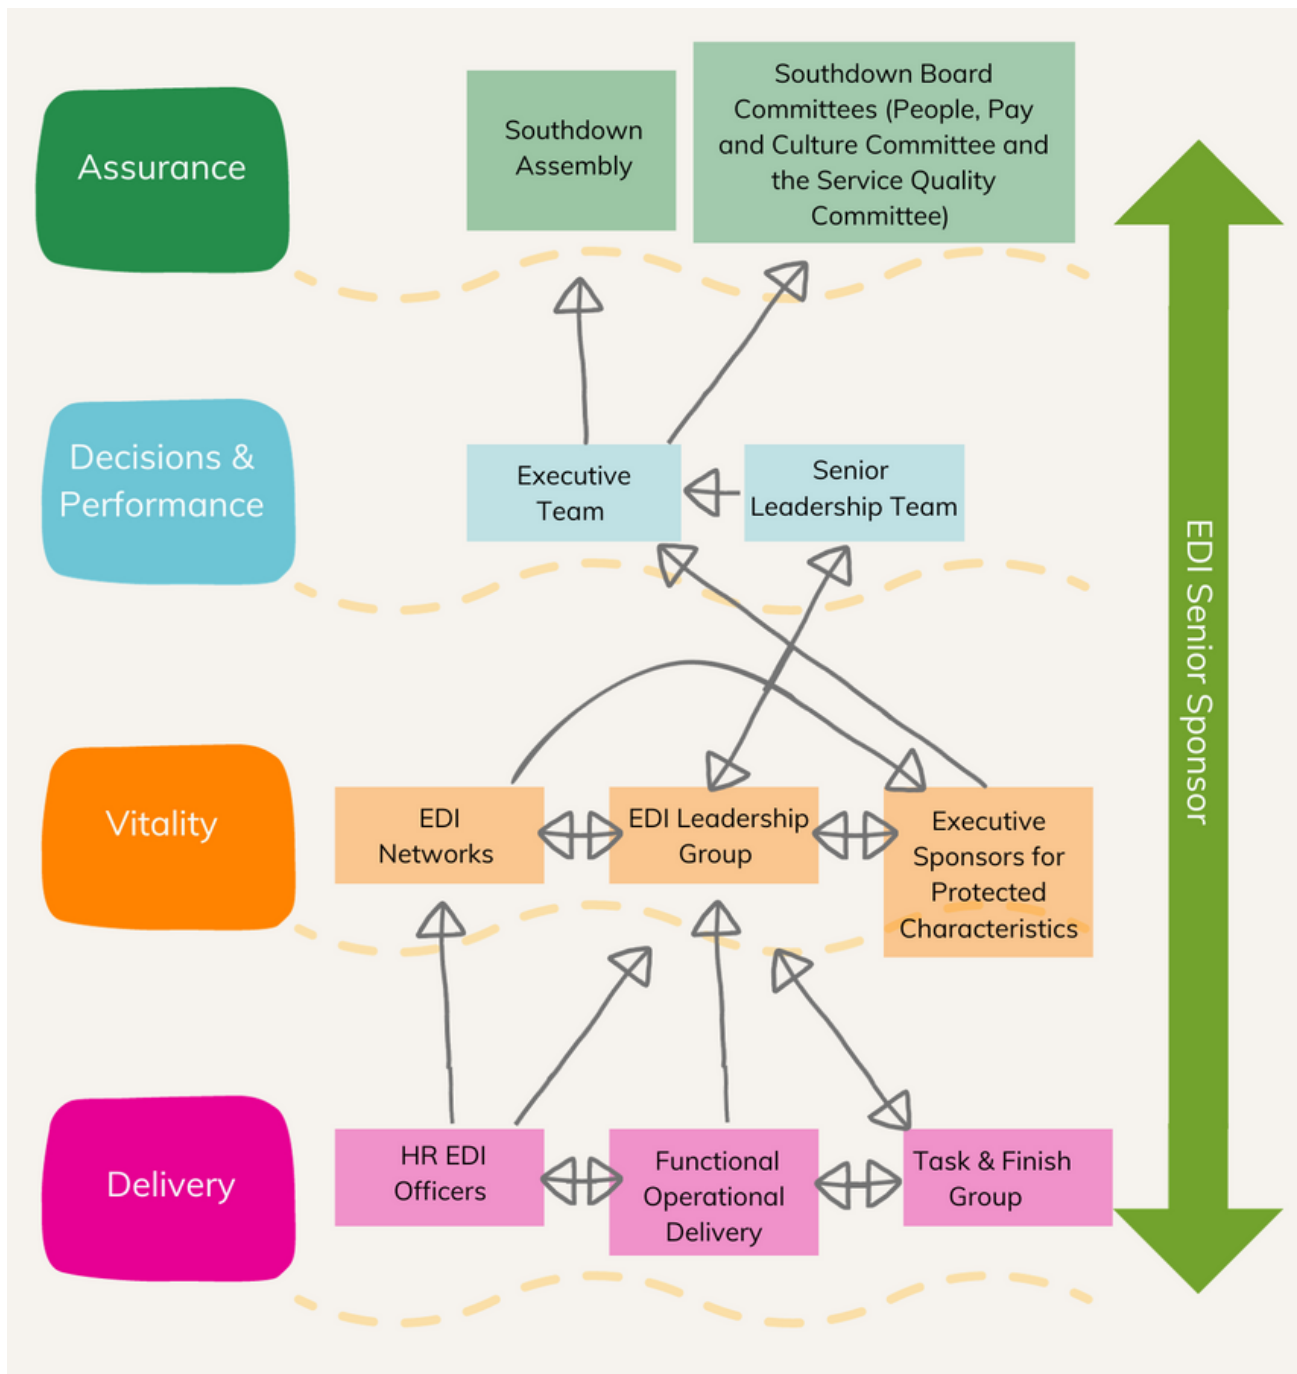 Assurance
Southdown
Assembly
Southdown Board
Committees (People, Pay
and Culture Committee and
the Service Quality
Committee)
Decisions &
Performance
Executive
Team
Senior
Leadership Team
EDI Senior Sponsor
Vitality
EDI
Networks
EDI Leadership
Group
Executive
Sponsors for
Protected
Characteristics
Delivery
HR EDI
Officers
Functional
Operational
Delivery
Task & Finish
Group